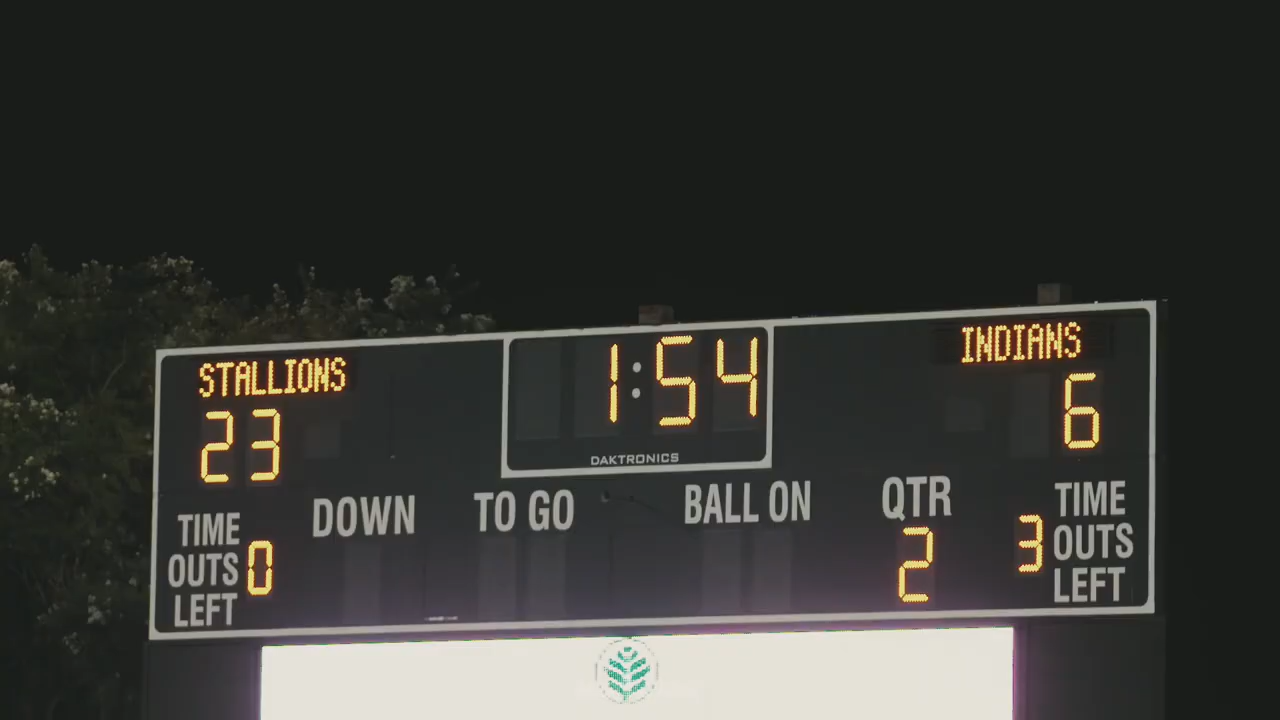 STALLIONS
23
1:54
INDIANS
6
DAKTRONICS
DOWN
TO GO
BALL ON
QTR
2
TIME
OUTS
LEFT
0
3
TIME
OUTS
LEFT